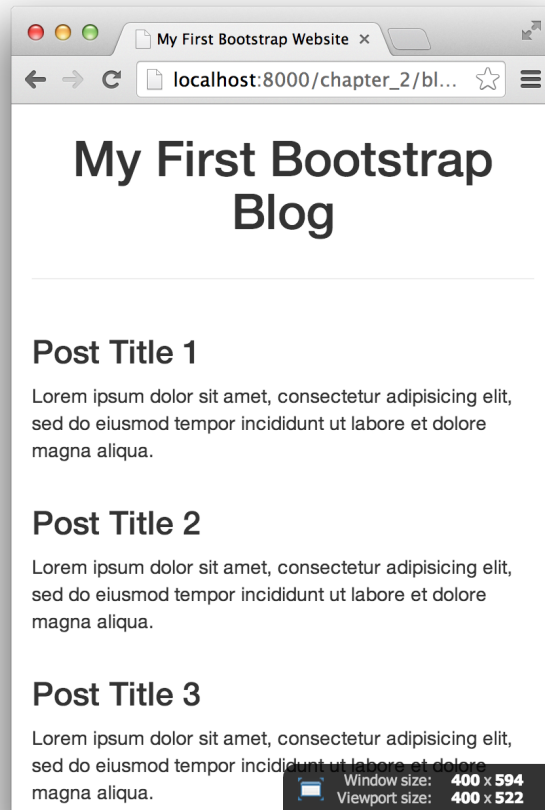 My First Bootstrap Website
localhost:8000/chapter_2/bl...
My First Bootstrap
Blog
Post Title 1
Lorem ipsum dolor sit amet, consectetur adipisicing elit,
sed do eiusmod tempor incididunt ut labore et dolore
magna aliqua.
Post Title 2
Lorem ipsum dolor sit amet, consectetur adipisicing elit,
sed do eiusmod tempor incididunt ut labore et dolore
magna aliqua.
Post Title 3
Lorem ipsum dolor sit amet, consectetur adipisicing elit,
sed do eiusmod tempor incididunt ut labore et dolore
magna aliqua.
Window size: 400 x 594
Viewport size: 400 x 522